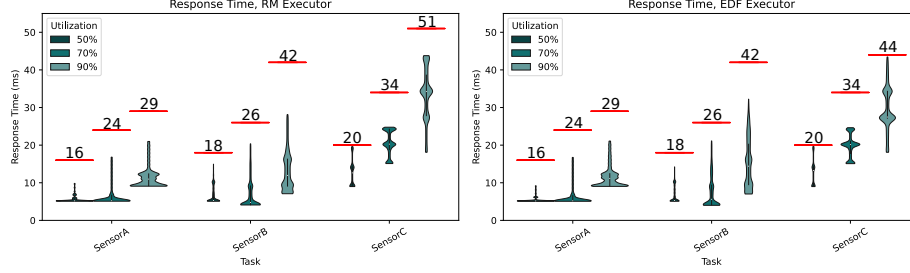 Response Time, RM Executor
Response Time (ms)
50
40
30
20
10
0
Utilization
50%
70%
90%
16
24
29
18
26
42
20
34
51
SensorA
SensorB
SensorC
Task
Response Time, EDF Executor
Response Time (ms)
50
40
30
20
10
0
Utilization
50%
70%
90%
16
24
29
18
26
42
20
34
44
SensorA
SensorB
SensorC
Task